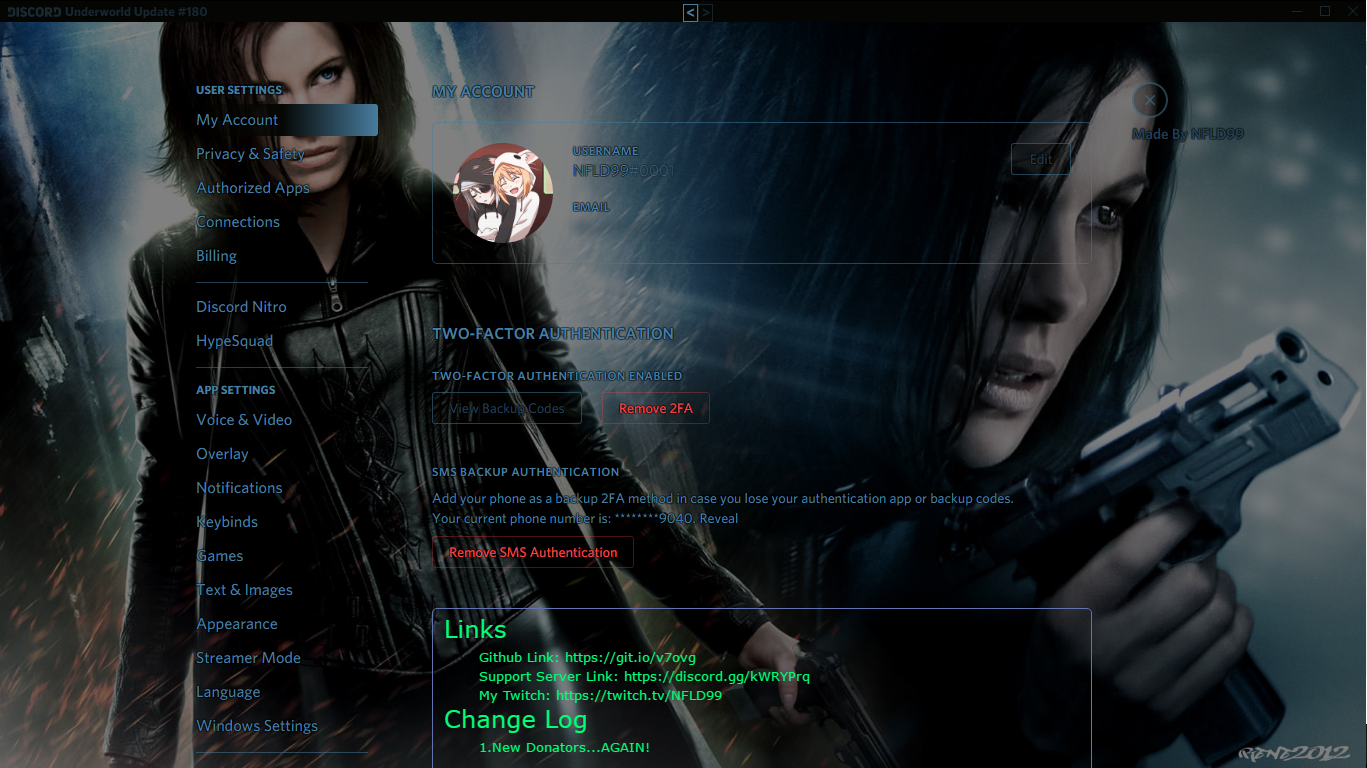 DISCORD Underworld Update #180
< >
USER SETTINGS
My Account
Privacy & Safety
Authorized Apps
Connections
Billing
Discord Nitro
HypeSquad
APP SETTINGS
Voice & Video
Overlay
Notifications
Keybinds
Games
Text & Images
Appearance
Streamer Mode
Language
Windows Settings
MY ACCOUNT
Made By NFLD99
USERNAME
NFLD99#0001
Edit
EMAIL
TWO-FACTOR AUTHENTICATION
TWO-FACTOR AUTHENTICATION ENABLED
View Backup Codes
Remove 2FA
SMS BACKUP AUTHENTICATION
Add your phone as a backup 2FA method in case you lose your authentication app or backup codes.
Your current phone number is: ********9040. Reveal
Remove SMS Authentication
Links
Github Link: https://git.io/v7ovg
Support Server Link: https://discord.gg/kWRYPrq
My Twitch: https://twitch.tv/NFLD99
Change Log
1.New Donators...AGAIN!
IRENE2012